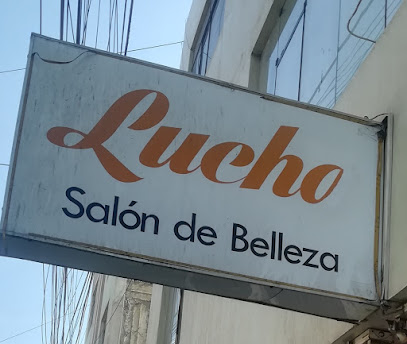 Lucho
Salón de Belleza